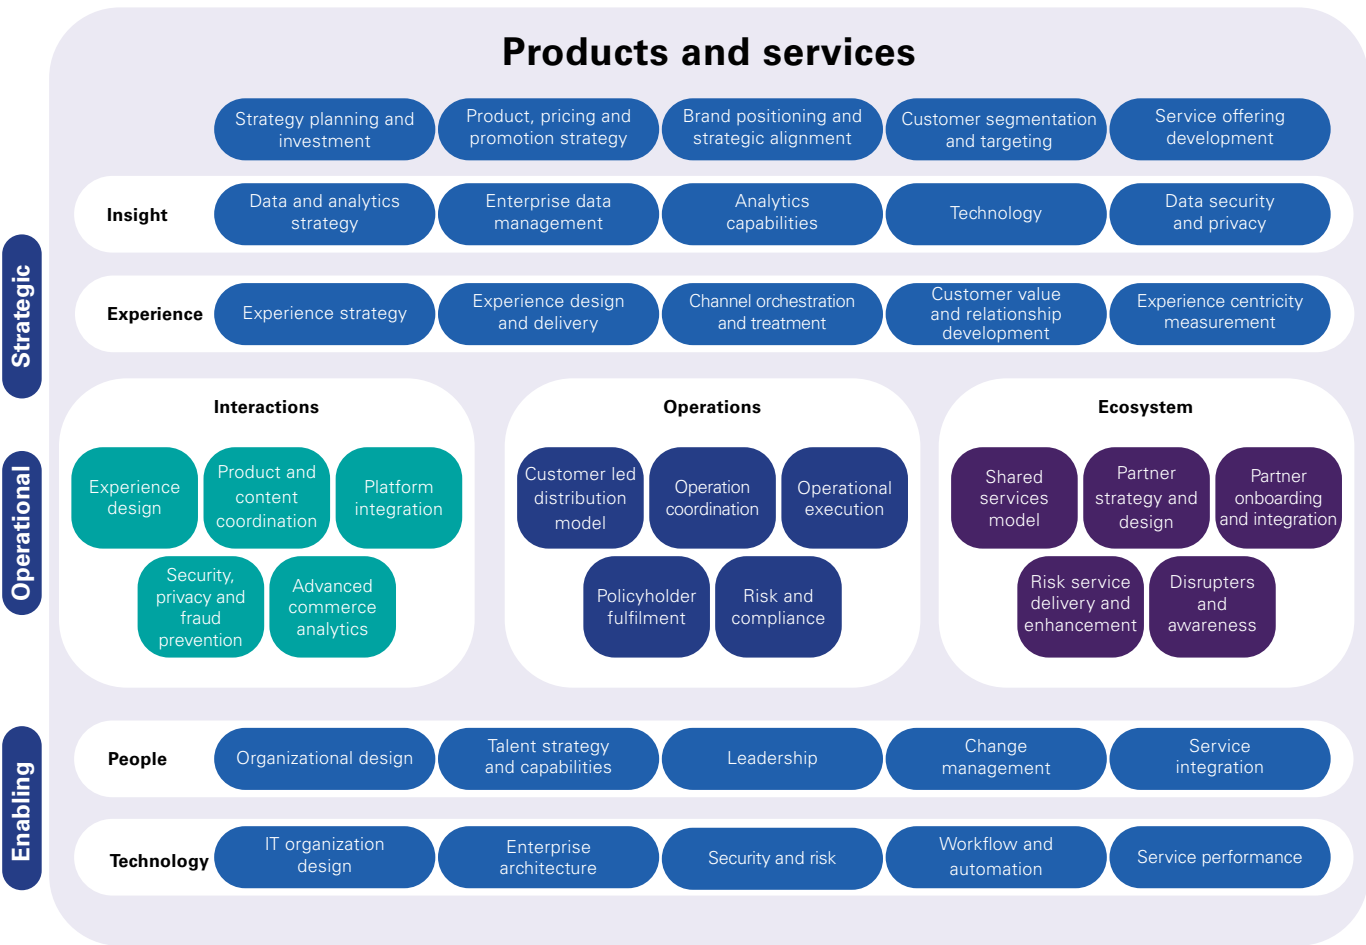 Products and services
Strategy planning and
investment
Product, pricing and
promotion strategy
Brand positioning and
strategic alignment
Customer segmentation
and targeting
Service offering
development
Strategic
Insight
Data and analytics
strategy
Enterprise data
management
Analytics
capabilities
Technology
Data security
and privacy
Experience
Experience strategy
Experience design
and delivery
Channel orchestration
and treatment
Customer value
and relationship
development
Experience centricity
measurement
Operational
Interactions
Experience
design
Product and
content
coordination
Platform
integration
Security,
privacy and
fraud
prevention
Advanced
commerce
analytics
Operations
Customer led
distribution
model
Operation
coordination
Operational
execution
Policyholder
fulfilment
Risk and
compliance
Ecosystem
Shared
services
model
Partner
strategy and
design
Partner
onboarding
and integration
Risk service
delivery and
enhancement
Disrupters
and
awareness
Enabling
People
Organizational design
Talent strategy
and capabilities
Leadership
Change
management
Service
integration
Technology
IT organization
design
Enterprise
architecture
Security and risk
Workflow and
automation
Service performance